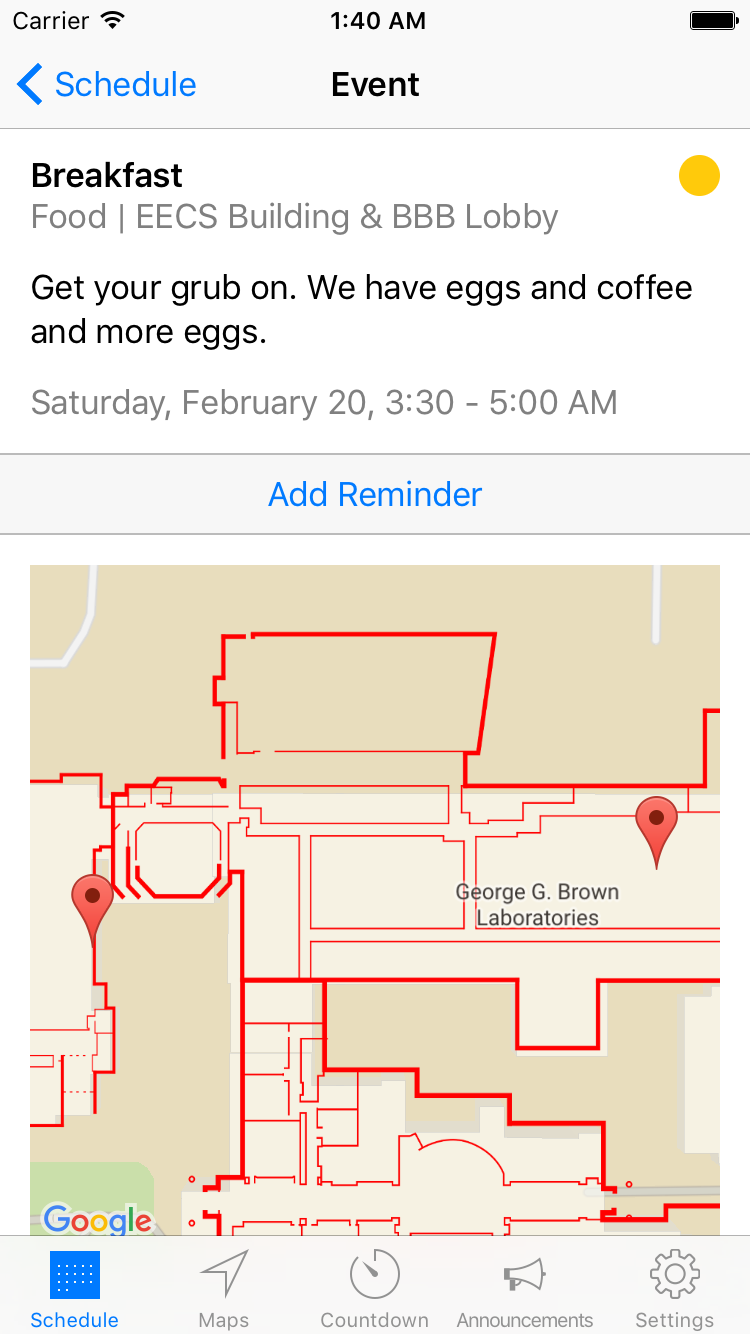 Carrier 1:40 AM
Schedule Event
Breakfast
Food | EECS Building & BBB Lobby
Get your grub on. We have eggs and coffee
and more eggs.
Saturday, February 20, 3:30 - 5:00 AM
Add Reminder
George G. Brown
Laboratories
Google
Schedule Maps Countdown Announcements Settings